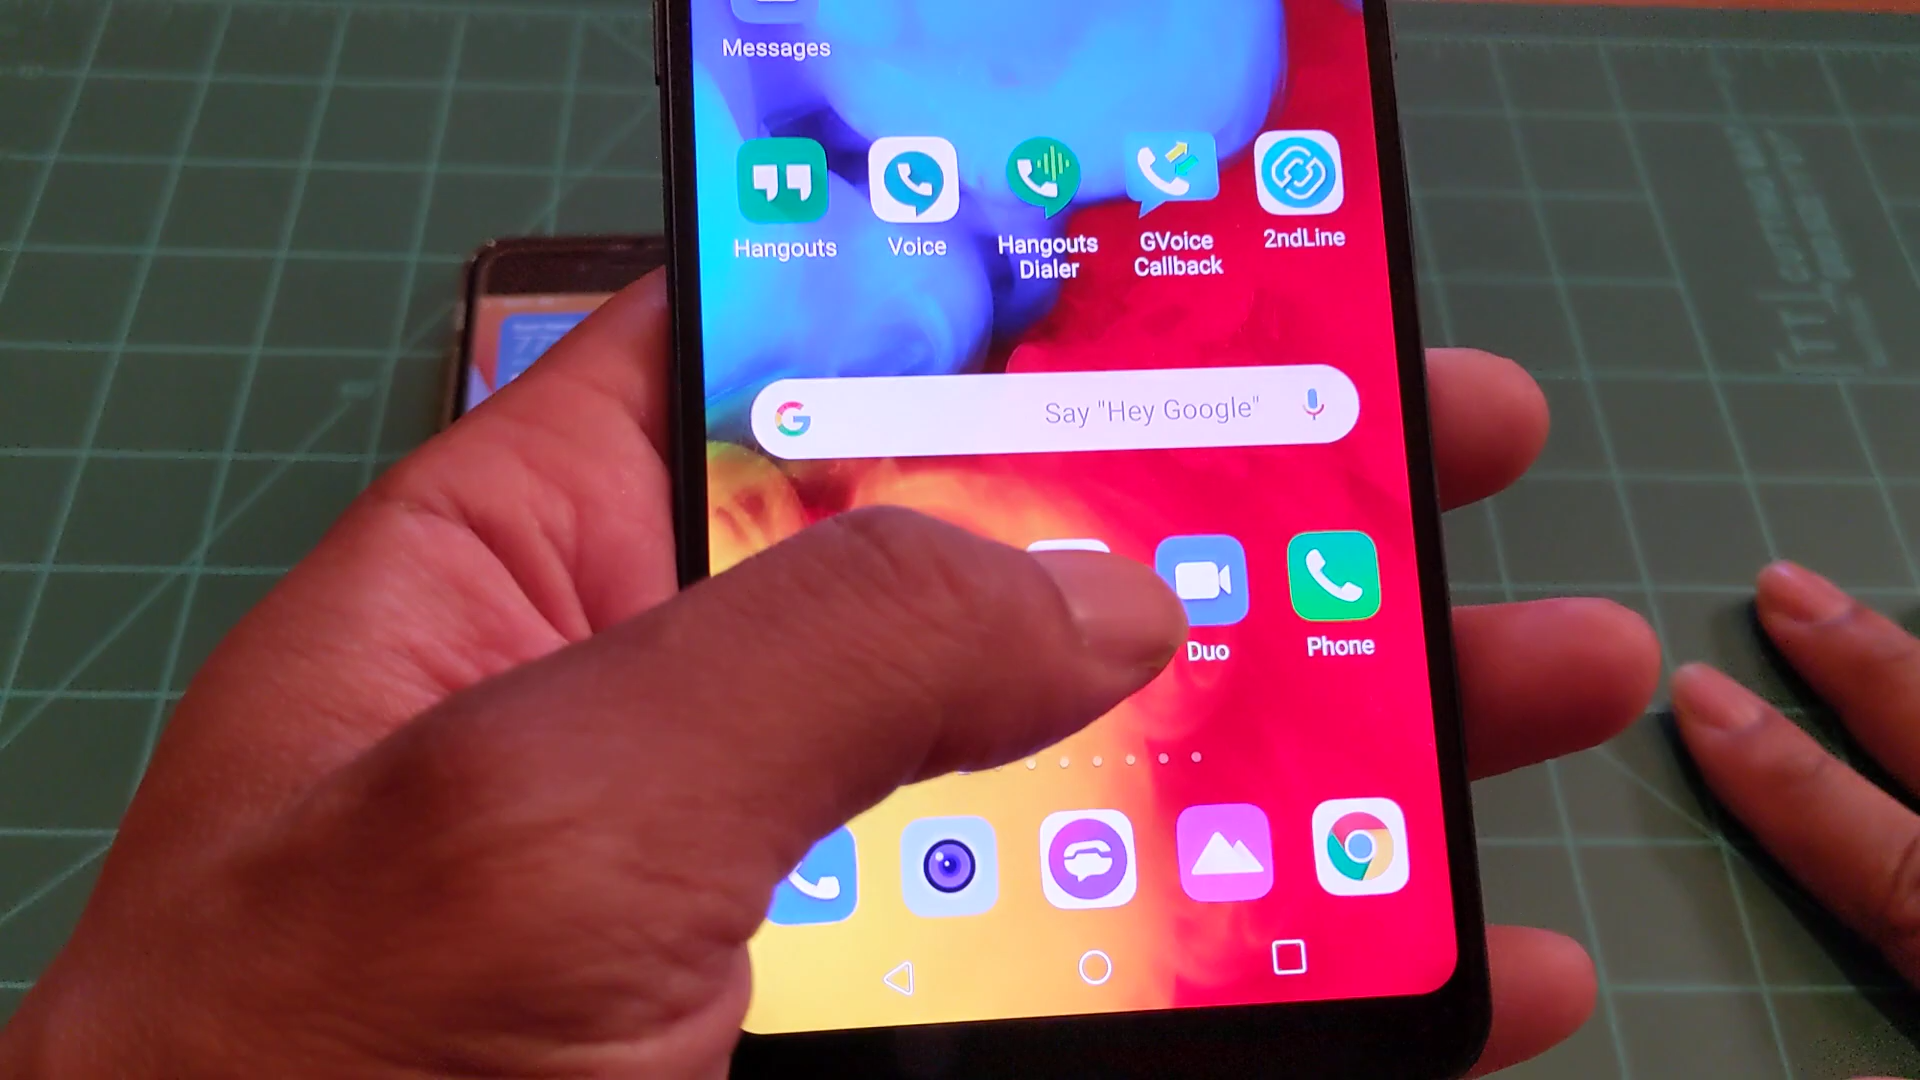 Messages
Hangouts
Voice
Hangouts
Dialer
GVoice
Callback
2ndLine
Say "Hey Google"
Duo
Phone